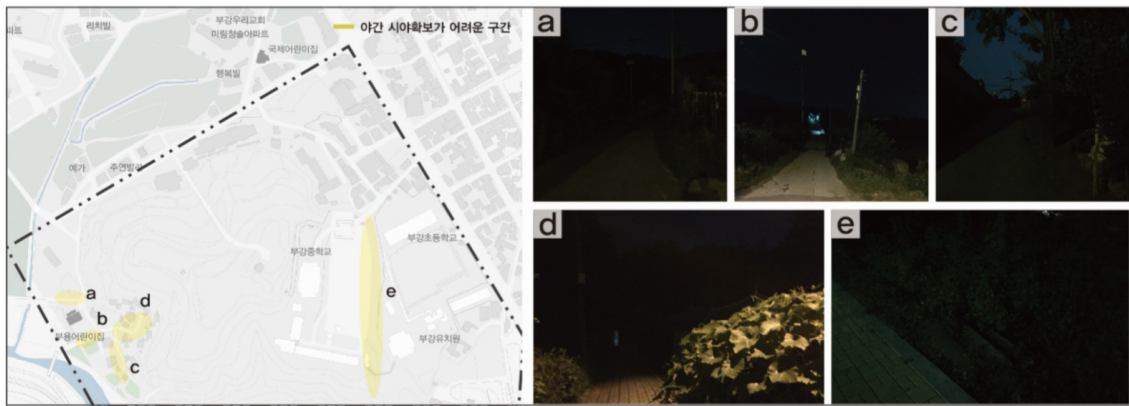 야간 시야확보가 어려운 구간
리치빌
부강우리교회
미림청솔아파트
국제어린이집
행복빌
예가
주연빌라
부강중학교
부강초등학교
부강유치원
부용어린이집
a
b
c
d
e
a
b
c
d
e